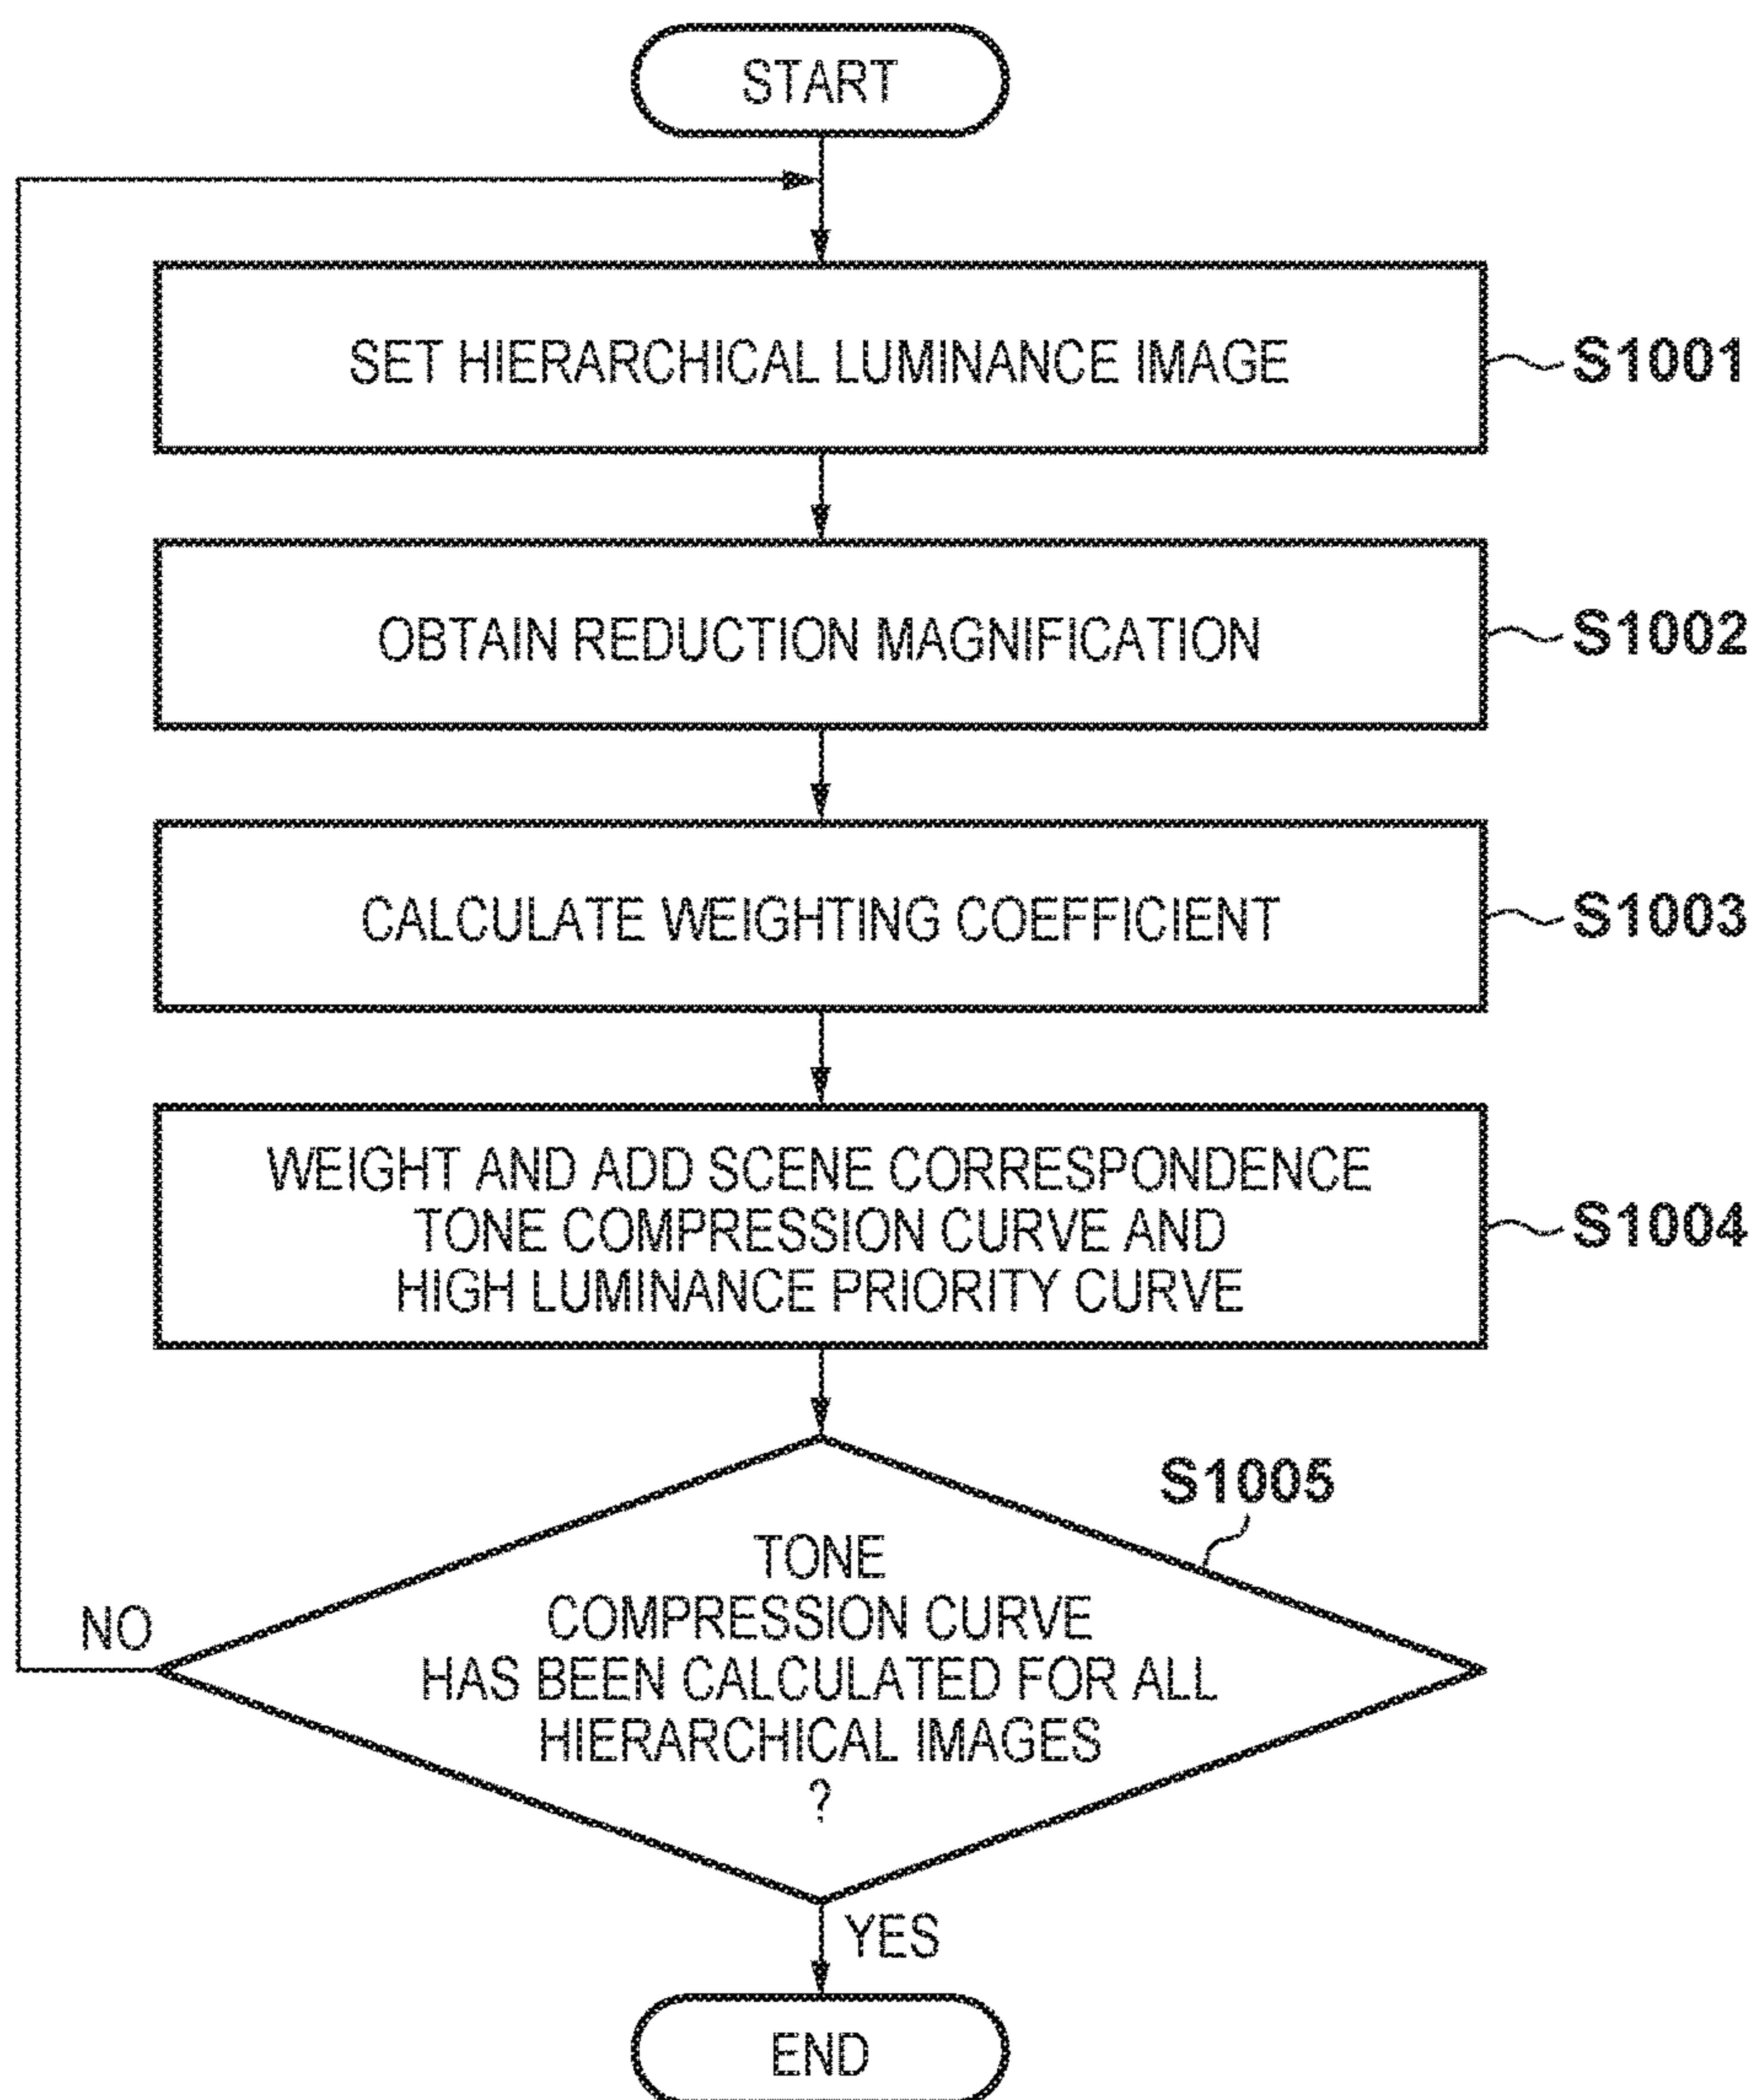 START
SET HIERARCHICAL LUMINANCE IMAGE
S1001
OBTAIN REDUCTION MAGNIFICATION
S1002
CALCULATE WEIGHTING COEFFICIENT
S1003
WEIGHT AND ADD SCENE CORRESPONDENCE
TONE COMPRESSION CURVE AND
HIGH LUMINANCE PRIORITY CURVE
S1004
S1005
TONE
COMPRESSION CURVE
HAS BEEN CALCULATED FOR ALL
HIERARCHICAL IMAGES
?
NO
YES
END